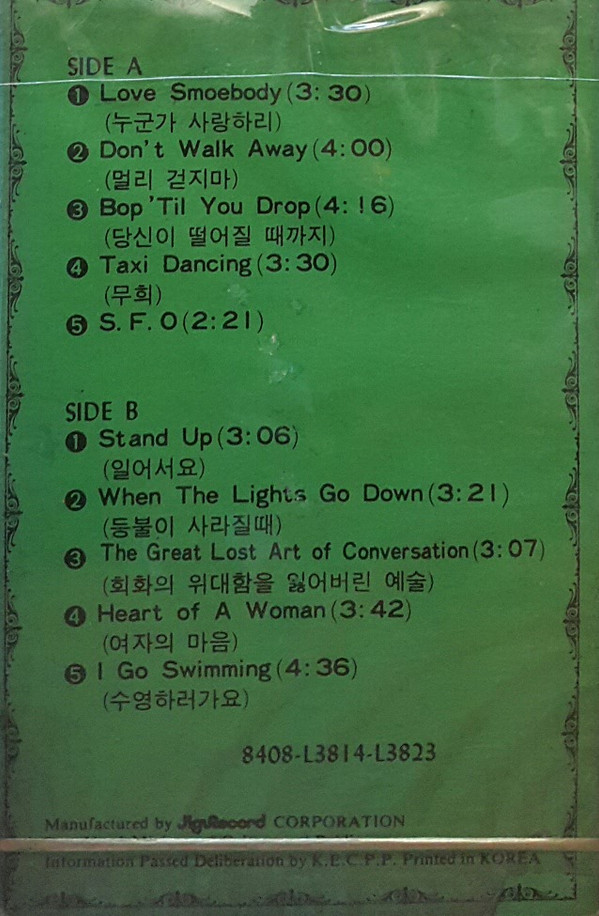 SIDE A
❶ Love Smoebody(3:30)
(누군가 사랑하리)
❷ Don't Walk Away(4:00)
(멀리 걷지마)
❸ Bop 'Til You Drop(4:16)
(당신이 떨어질 때까지)
❹ Taxi Dancing(3:30)
(무희)
❺ S.F.O(2:21)
SIDE B
❶ Stand Up(3:06)
(일어서요)
❷ When The Lights Go Down(3:21)
(등불이 사라질때)
❸ The Great Lost Art of Conversation(3:07)
(회화의 위대함을 잃어버린 예술)
❹ Heart of A Woman(3:42)
(여자의 마음)
❺ I Go Swimming(4:36)
(수영하러가요)
8408-L3814-L3823
Manufactured by JiguRecord CORPORATION
Information Passed Deliberation by K.E.C.P.P. Printed in KOREA